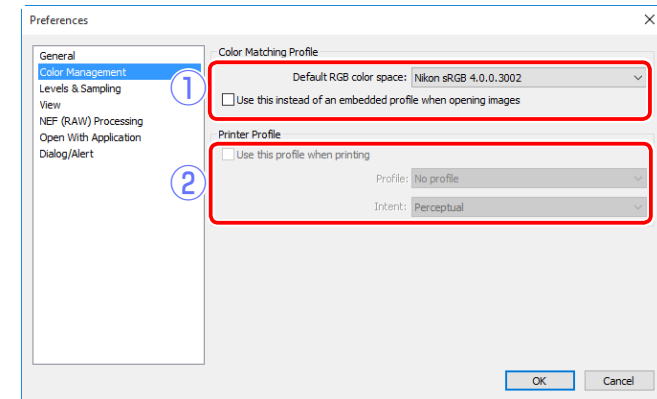 Preferences
General
Color Management
Levels & Sampling
View
NEF (RAW) Processing
Open With Application
Dialog/Alert
①
Color Matching Profile
Default RGB color space: Nikon sRGB 4.0.0.3002
Use this instead of an embedded profile when opening images
②
Printer Profile
Use this profile when printing
Profile: No profile
Intent: Perceptual
OK Cancel